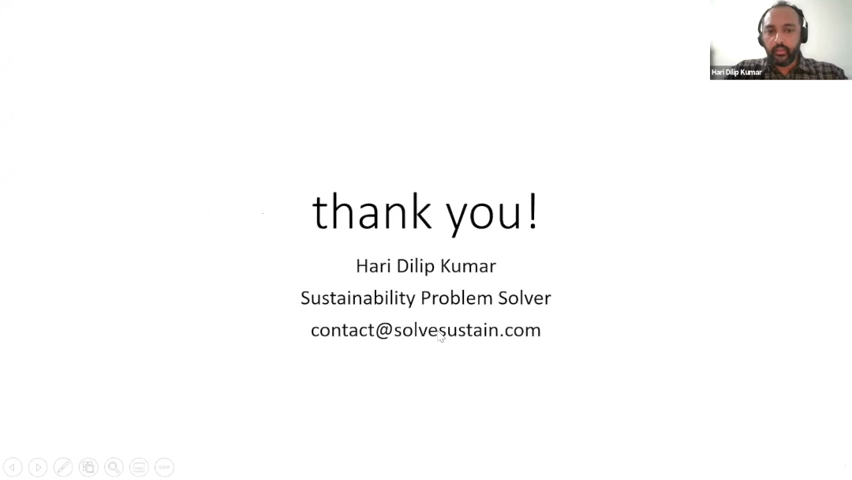 Hari Dilip Kumar
thank you!
Hari Dilip Kumar
Sustainability Problem Solver
contact@solvesustain.com